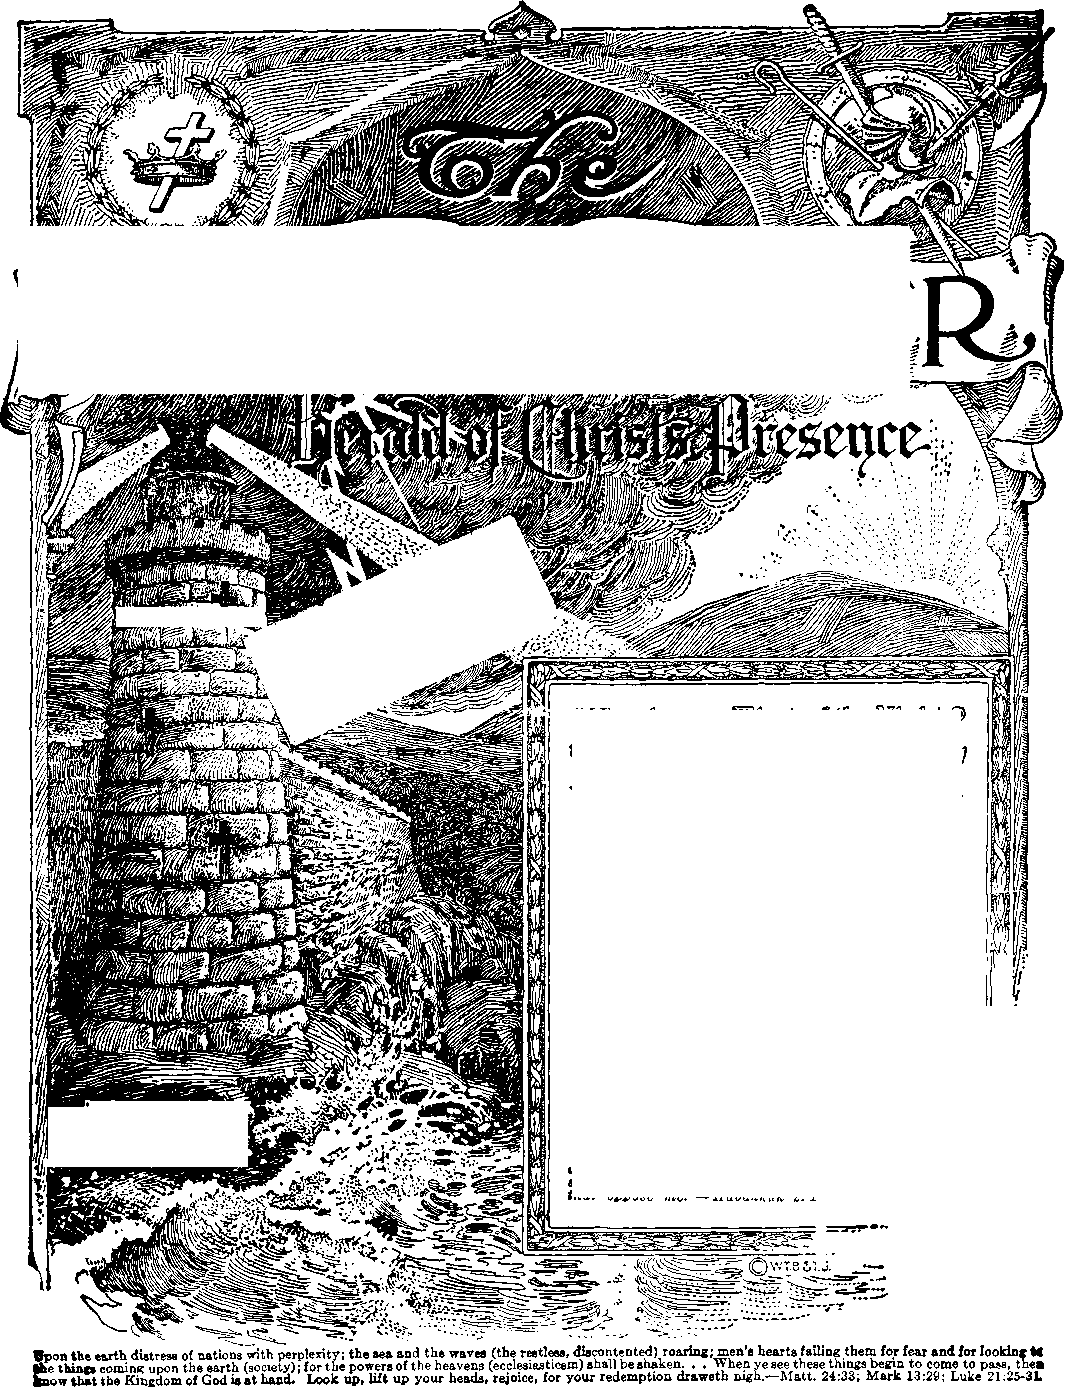 The
R
Herald of Christ's Presence
© W.T.B.&T.S.
Upon the earth distress of nations with perplexity; the sea and the waves (the restless, discontented) roaring; men's hearts failing them for fear and for looking to
the things coming upon the earth (society); for the powers of the heavens (ecclesiasticsm) shall be shaken. . . When ye see these things begin to come to pass, then
know that the Kingdom of God is at hand. Look up, lift up your heads, rejoice, for your redemption draweth nigh.—Matt. 24:33; Mark 13:29; Luke 21:25-31.